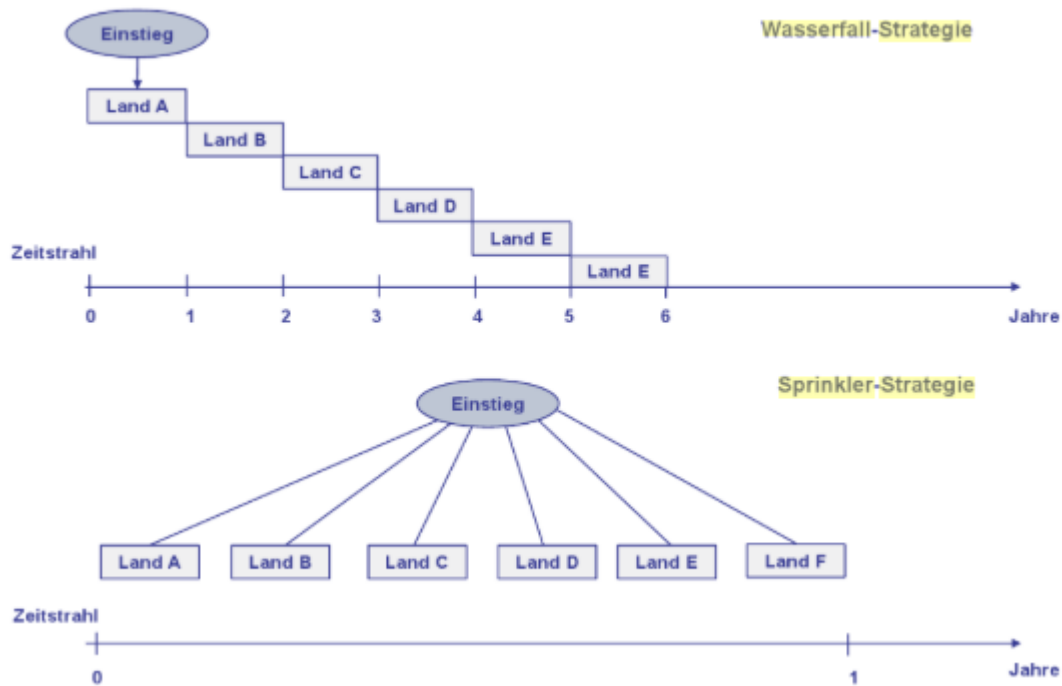 Einstieg
Wasserfall-Strategie
Land A
Land B
Land C
Land D
Land E
Land E
Zeitstrahl
0 1 2 3 4 5 6 Jahre
Sprinkler-Strategie
Einstieg
Land A Land B Land C Land D Land E Land F
Zeitstrahl
0 1 Jahre